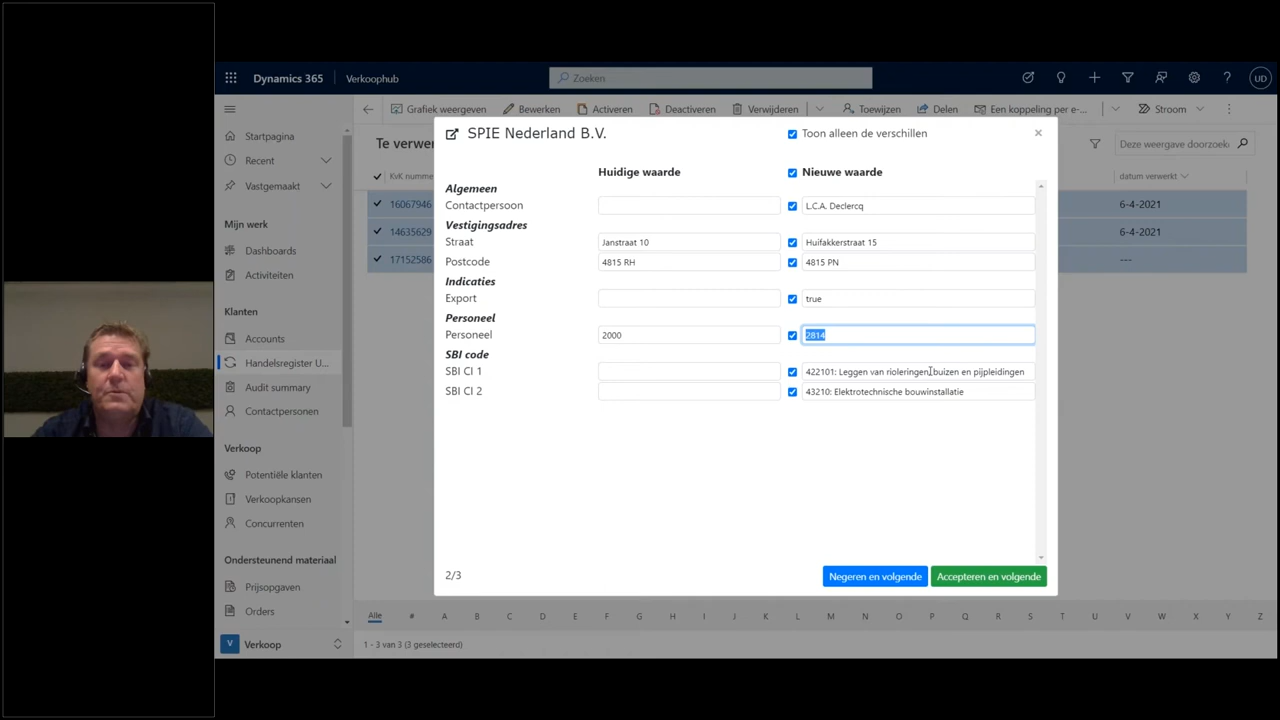 Dynamics 365
Verkoophub
Zoeken
UD
Grafiek weergeven
Bewerken
Activeren
Deactiveren
Verwijderen
Toewijzen
Delen
Een koppeling per e-...
Stroom
Te verwer
Deze weergave doorzoek
KvK numme
datum verwerkt
16067946
6-4-2021
14635629
6-4-2021
17152586
---
Startpagina
Recent
Vastgemaakt
Mijn werk
Dashboards
Activiteiten
Klanten
Accounts
Handelsregister U...
Audit summary
Contactpersonen
Verkoop
Potentiële klanten
Verkoopkansen
Concurrenten
Ondersteunend materiaal
Prijsopgaven
Orders
V Verkoop
SPIE Nederland B.V.
Toon alleen de verschillen
×
Huidige waarde
Nieuwe waarde
Algemeen
Contactpersoon
L.C.A. Declercq
Vestigingsadres
Straat
Janstraat 10
Huifakkerstraat 15
Postcode
4815 RH
4815 PN
Indicaties
Export
true
Personeel
Personeel
2000
2814
SBI code
SBI CI 1
422101: Leggen van rioleringen buizen en pijpleidingen
SBI CI 2
43210: Elektrotechnische bouwinstallatie
2/3
Negeren en volgende
Accepteren en volgende
Alle # A B C D E F G H I J K L M N O P Q R S T U V W X Y Z
1 - 3 van 3 (3 geselecteerd)